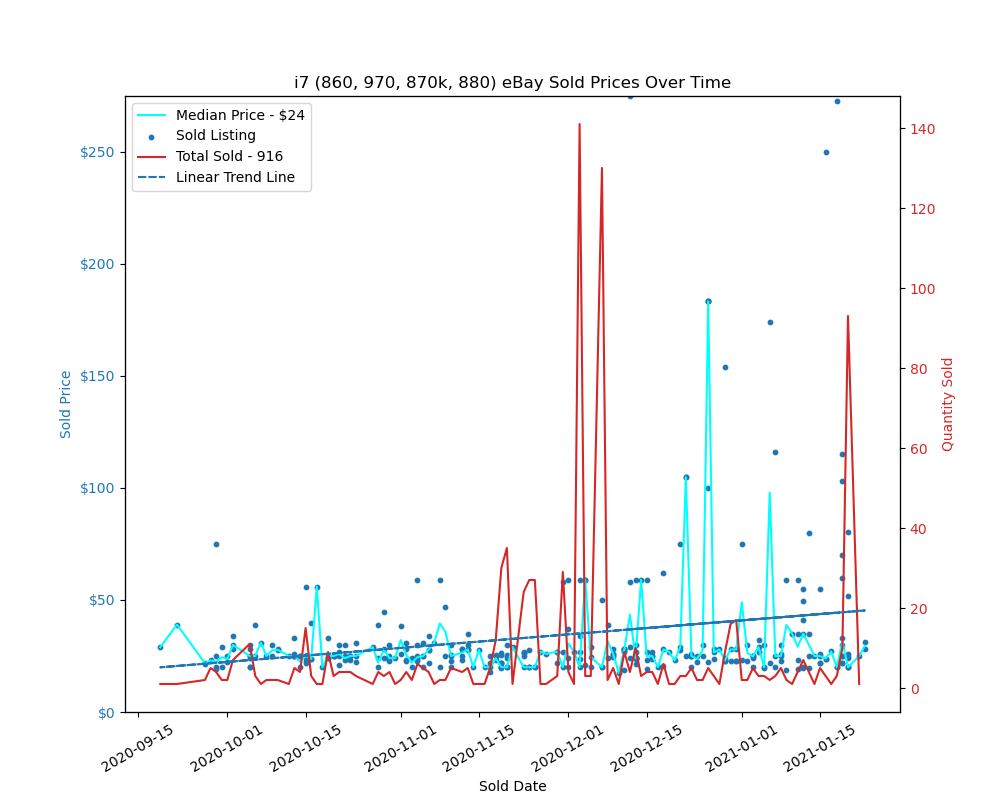 i7 (860, 970, 870k, 880) eBay Sold Prices Over Time
Median Price - $24
Sold Listing
Total Sold - 916
Linear Trend Line
$250
$200
$150
$100
$50
$0
Sold Price
140
120
100
80
60
40
20
0
Quantity Sold
2020-09-15
2020-10-01
2020-10-15
2020-11-01
2020-11-15
2020-12-01
2020-12-15
2021-01-01
2021-01-15
Sold Date